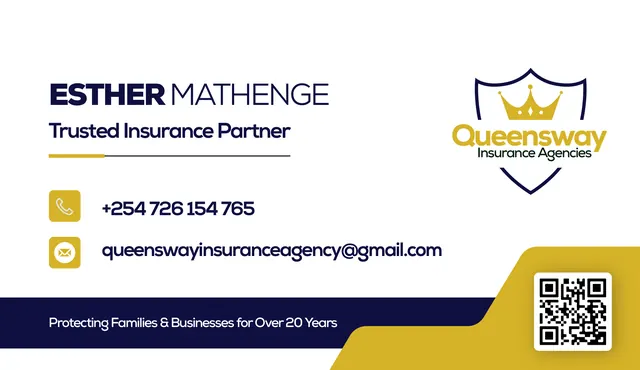 ESTHER MATHENGE
Trusted Insurance Partner
Queensway
Insurance Agencies
+254 726 154 765
queenswayinsuranceagency@gmail.com
Protecting Families & Businesses for Over 20 Years